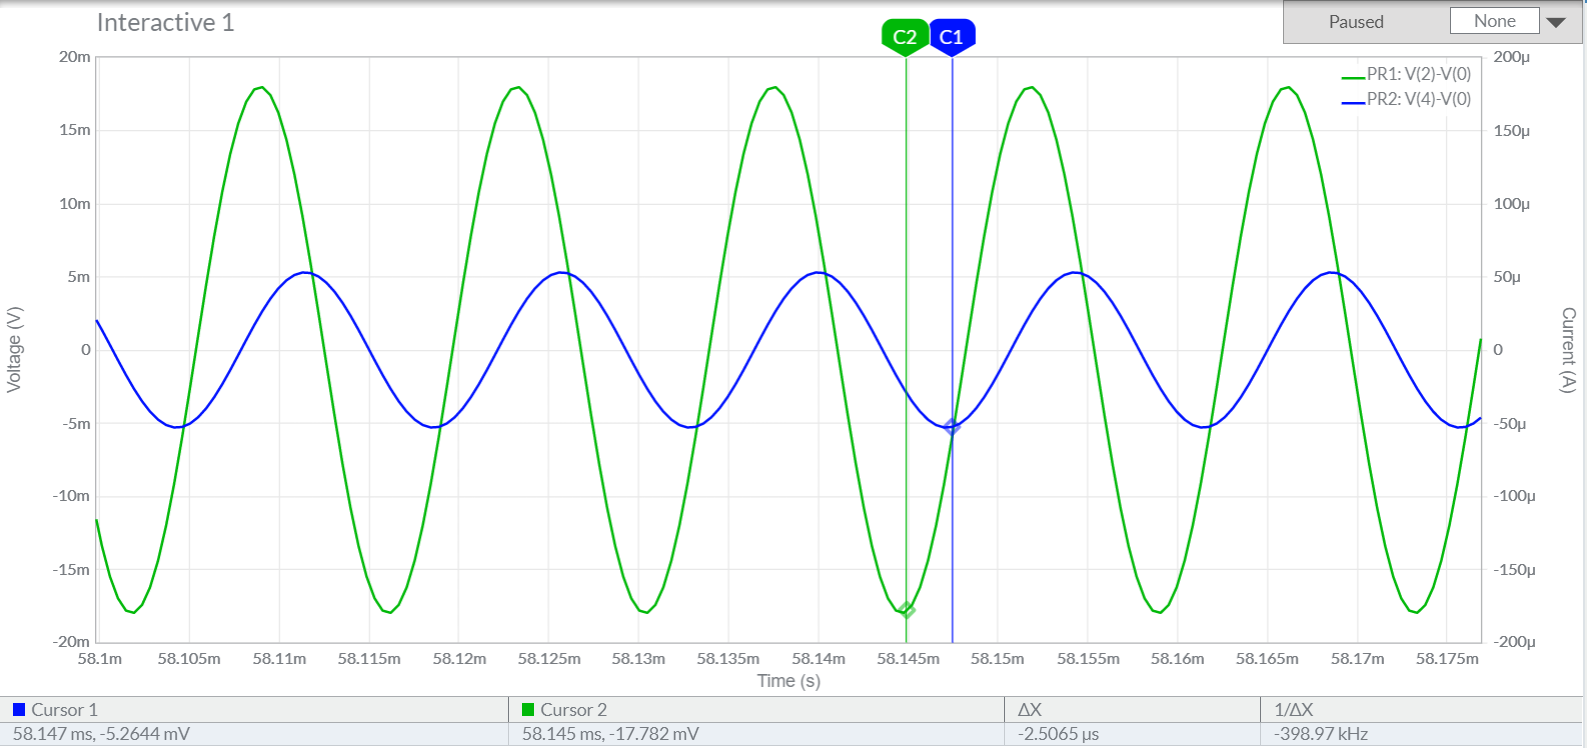 Interactive 1
Paused
None
C2
C1
PR1: V(2)-V(0)
PR2: V(4)-V(0)
20m
15m
10m
5m
0
-5m
-10m
-15m
-20m
Voltage (V)
200µ
150µ
100µ
50µ
0
-50µ
-100µ
-150µ
-200µ
Current (A)
58.1m 58.105m 58.11m 58.115m 58.12m 58.125m 58.13m 58.135m 58.14m 58.145m 58.15m 58.155m 58.16m 58.165m 58.17m 58.175m
Time (s)
Cursor 1 Cursor 2 ΔX 1/ΔX
58.147 ms, -5.2644 mV 58.145 ms, -17.782 mV -2.5065 µs -398.97 kHz